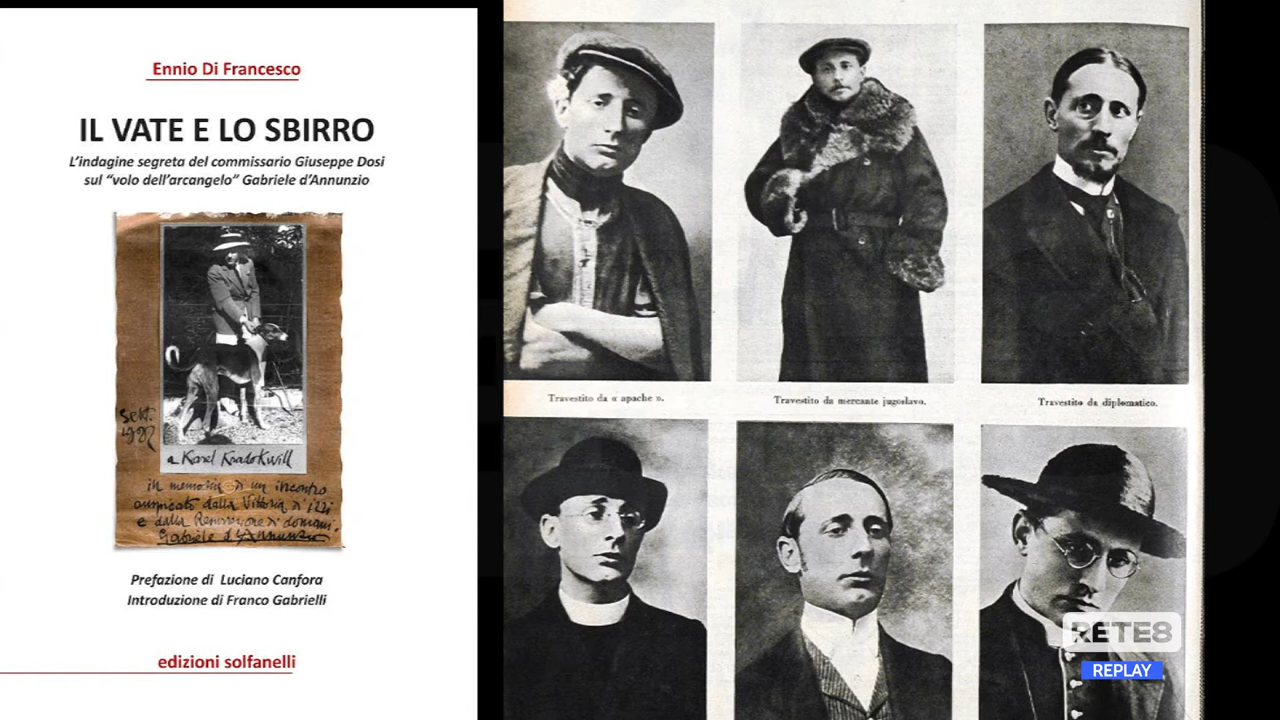 Ennio Di Francesco
IL VATE E LO SBIRRO
L'indagine segreta del commissario Giuseppe Dosi
sul "volo dell'arcangelo" Gabriele d'Annunzio
Sett.
a Karel Kradokwill
in memoria di un incontro
auspicato dalla Vittoria di ieri
e dalla Resurrezione di domani.
Gabriele d'Annunzio
Prefazione di Luciano Canfora
Introduzione di Franco Gabrielli
edizioni solfanelli
Travestito da « apache ».
Travestito da mercante jugoslavo.
Travestito da diplomatico.
RETE8
REPLAY